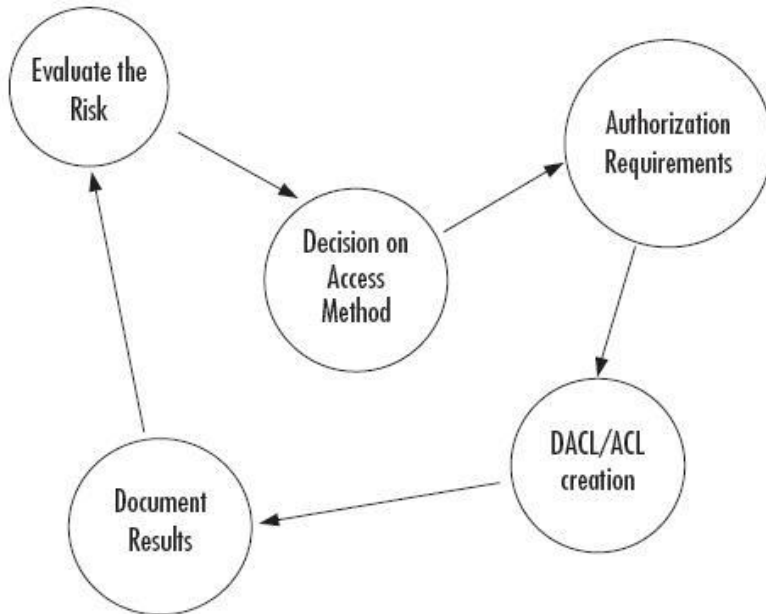 Evaluate the
Risk
Authorization
Requirements
Decision on
Access
Method
DACL/ACL
creation
Document
Results